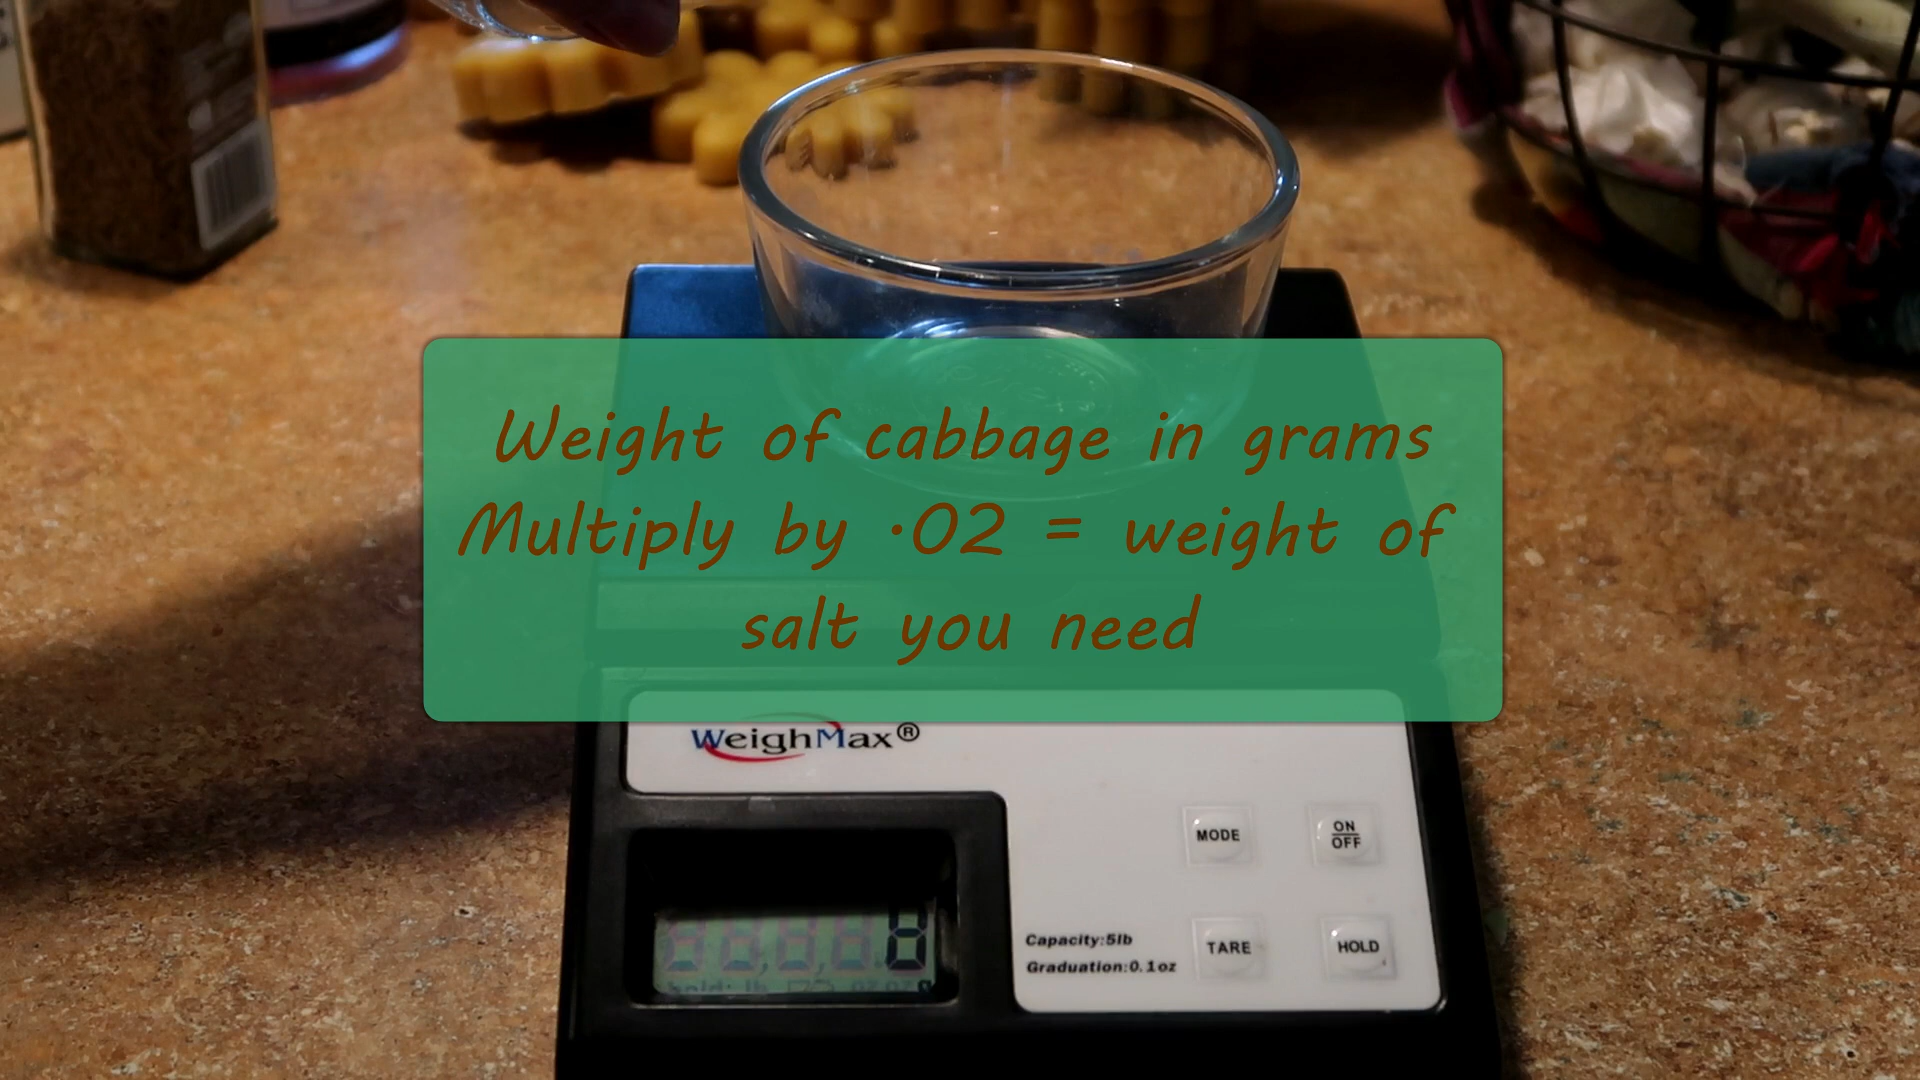 Weight of cabbage in grams
Multiply by .02 = weight of
salt you need
WeighMax®
MODE
ON
OFF
Capacity:5lb
Graduation:0.1oz
TARE
HOLD